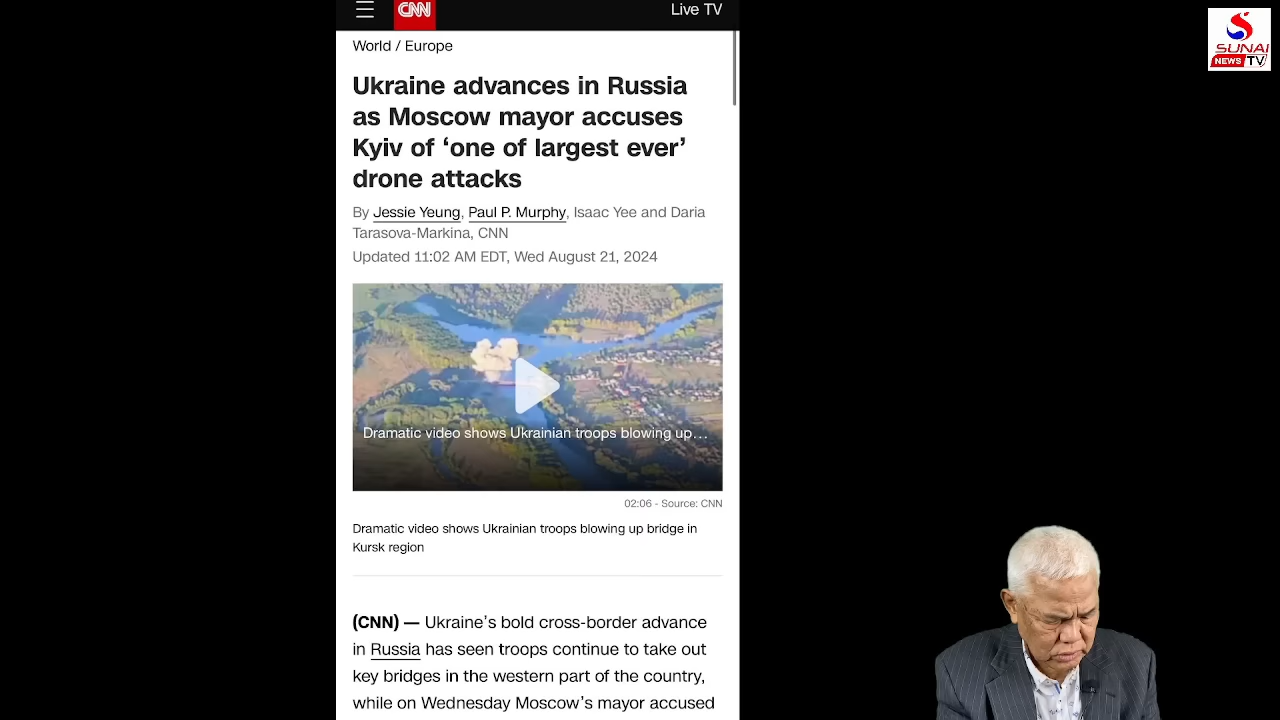 CNN
Live TV
SUNAI
NEWS TV
World / Europe
Ukraine advances in Russia
as Moscow mayor accuses
Kyiv of ‘one of largest ever’
drone attacks
By Jessie Yeung, Paul P. Murphy, Isaac Yee and Daria
Tarasova-Markina, CNN
Updated 11:02 AM EDT, Wed August 21, 2024
Dramatic video shows Ukrainian troops blowing up...
02:06 - Source: CNN
Dramatic video shows Ukrainian troops blowing up bridge in
Kursk region
(CNN) — Ukraine’s bold cross-border advance
in Russia has seen troops continue to take out
key bridges in the western part of the country,
while on Wednesday Moscow’s mayor accused